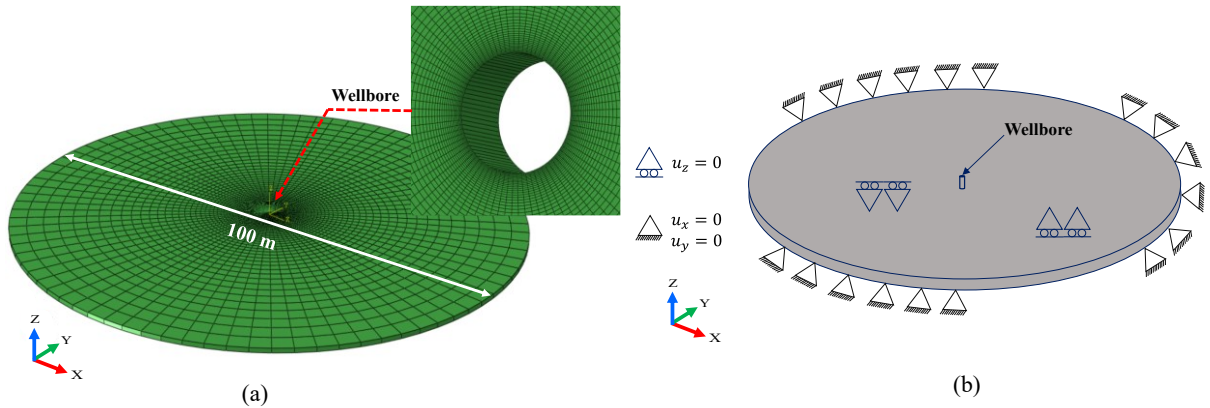 Wellbore
100 m
Z
Y
X
(a)
Wellbore
u_z = 0
u_x = 0
u_y = 0
Z
Y
X
(b)